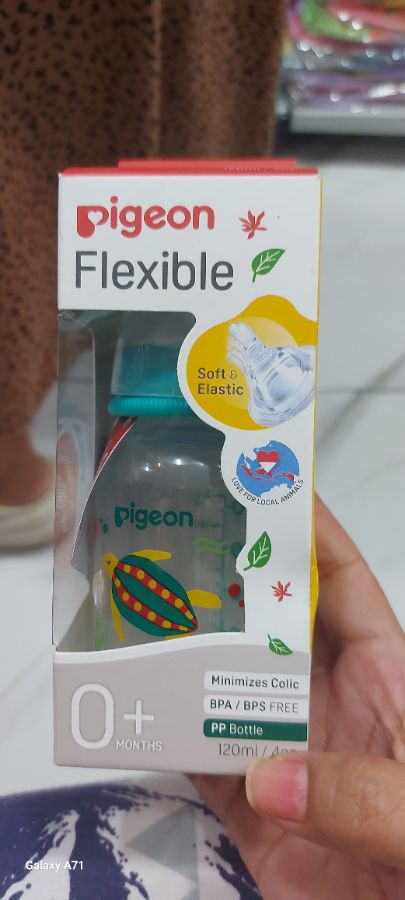 pigeon
Flexible
Soft &
Elastic
LOVE FOR LOCAL ANIMALS
pigeon
Minimizes Colic
BPA / BPS FREE
PP Bottle
120ml /
0+
MONTHS
Galaxy A71